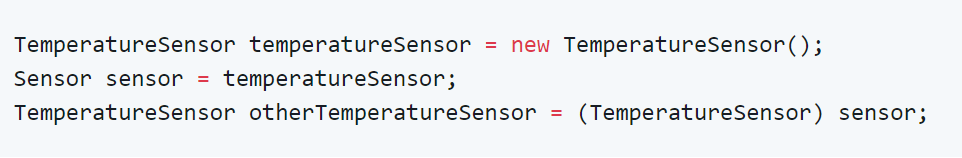 TemperatureSensor temperatureSensor = new TemperatureSensor();
Sensor sensor = temperatureSensor;
TemperatureSensor otherTemperatureSensor = (TemperatureSensor) sensor;